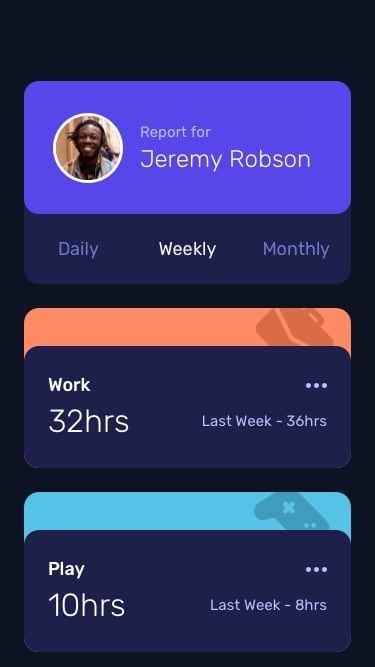 Report for
Jeremy Robson
Daily Weekly Monthly
Work
32hrs
Last Week - 36hrs
Play
10hrs
Last Week - 8hrs